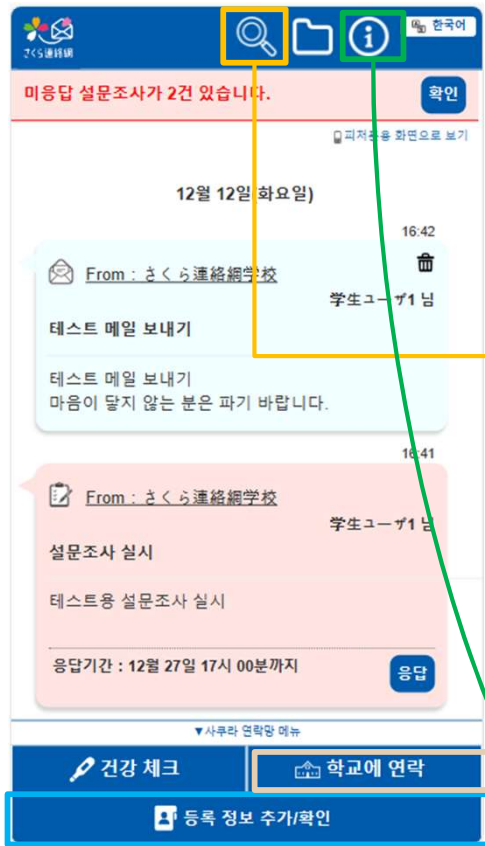 さくら連絡網
한국어
미응답 설문조사가 2건 있습니다.
확인
피처폰용 화면으로 보기
12월 12일(화요일)
16:42
From : さくら連絡網学校
学生ユーザ1 님
테스트 메일 보내기
테스트 메일 보내기
마음이 닿지 않는 분은 파기 바랍니다.
16:41
From : さくら連絡網学校
学生ユーザ1 님
설문조사 실시
테스트용 설문조사 실시
응답기간 : 12월 27일 17시 00분까지
응답
▼사쿠라 연락망 메뉴
건강 체크
학교에 연락
등록 정보 추가/확인